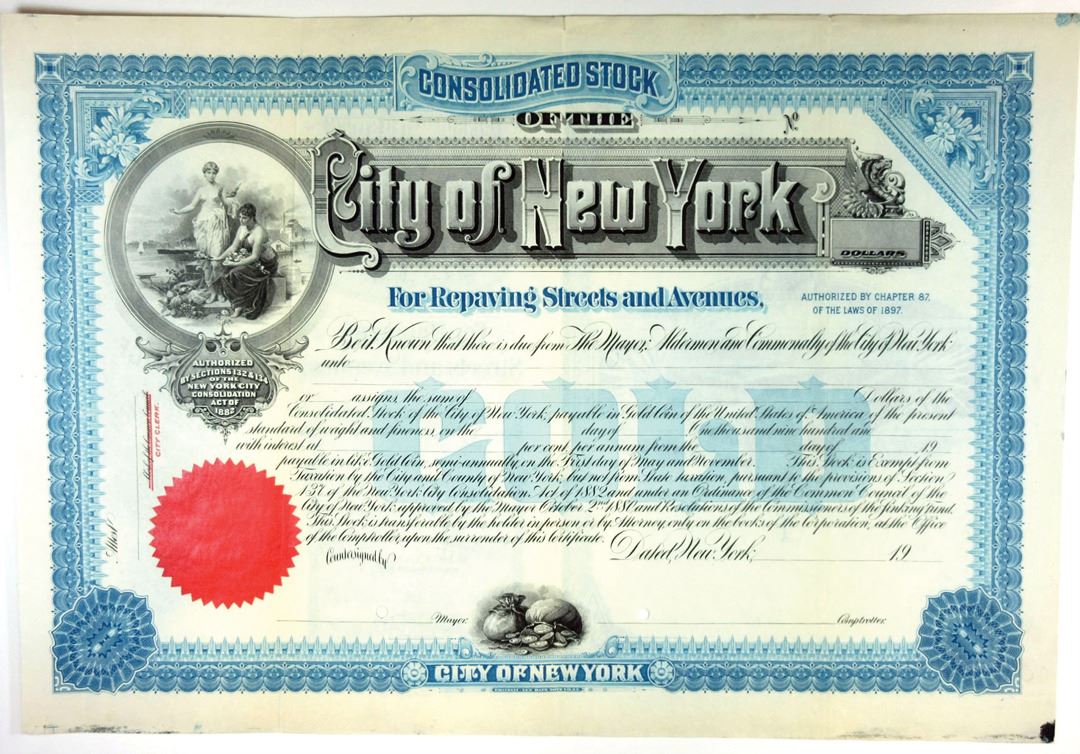 CONSOLIDATED STOCK
OF THE
No
City of New York
DOLLARS
For Repaving Streets and Avenues,
AUTHORIZED BY CHAPTER 87,
OF THE LAWS OF 1897.
Be it Known that there is due from The Mayor, Aldermen and Commonalty of the City of New York
unto
AUTHORIZED
BY SECTIONS 132 & 134
OF THE
NEW YORK CITY
CONSOLIDATION
ACT OF
1882
GOLD
or assigns, the sum of Dollars of the
Consolidated Stock of the City of New York, payable in Gold Coin of the United States of America, of the present
standard of weight and fineness, on the day of One thousand nine hundred and
with interest at per cent per annum from the day of 19
payable in like Gold Coin, semi-annually, on the First day of May and November. This Stock is Exempt from
Taxation by the City and County of New York, but not from State taxation, pursuant to the provisions of Section
137 of the New York City Consolidation Act of 1882 and under an Ordinance of the Common Council of the
City of New York approved by the Mayor October 2nd 1880 and Resolutions of the Commissioners of the Sinking Fund.
This Stock is transferable by the holder in person or by Attorney, only on the books of the Corporation, at the Office
of the Comptroller, upon the surrender of this Certificate.
Dated, New York, 19
Countersigned by
Attest
CITY CLERK.
Mayor.
Comptroller.
CITY OF NEW YORK